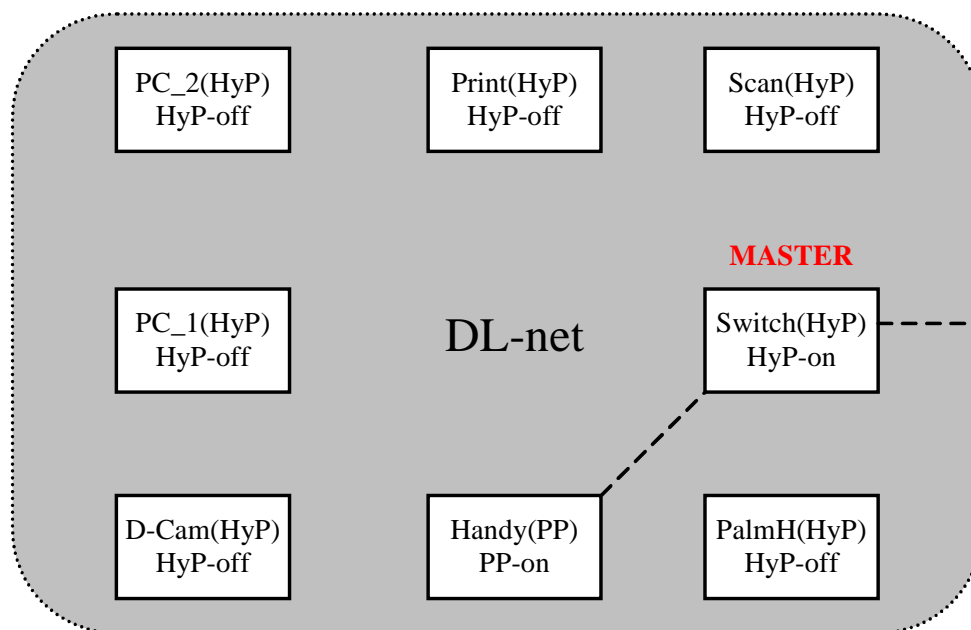 PC_2(HyP)
HyP-off
Print(HyP)
HyP-off
Scan(HyP)
HyP-off
MASTER
PC_1(HyP)
HyP-off
DL-net
Switch(HyP)
HyP-on
D-Cam(HyP)
HyP-off
Handy(PP)
PP-on
PalmH(HyP)
HyP-off